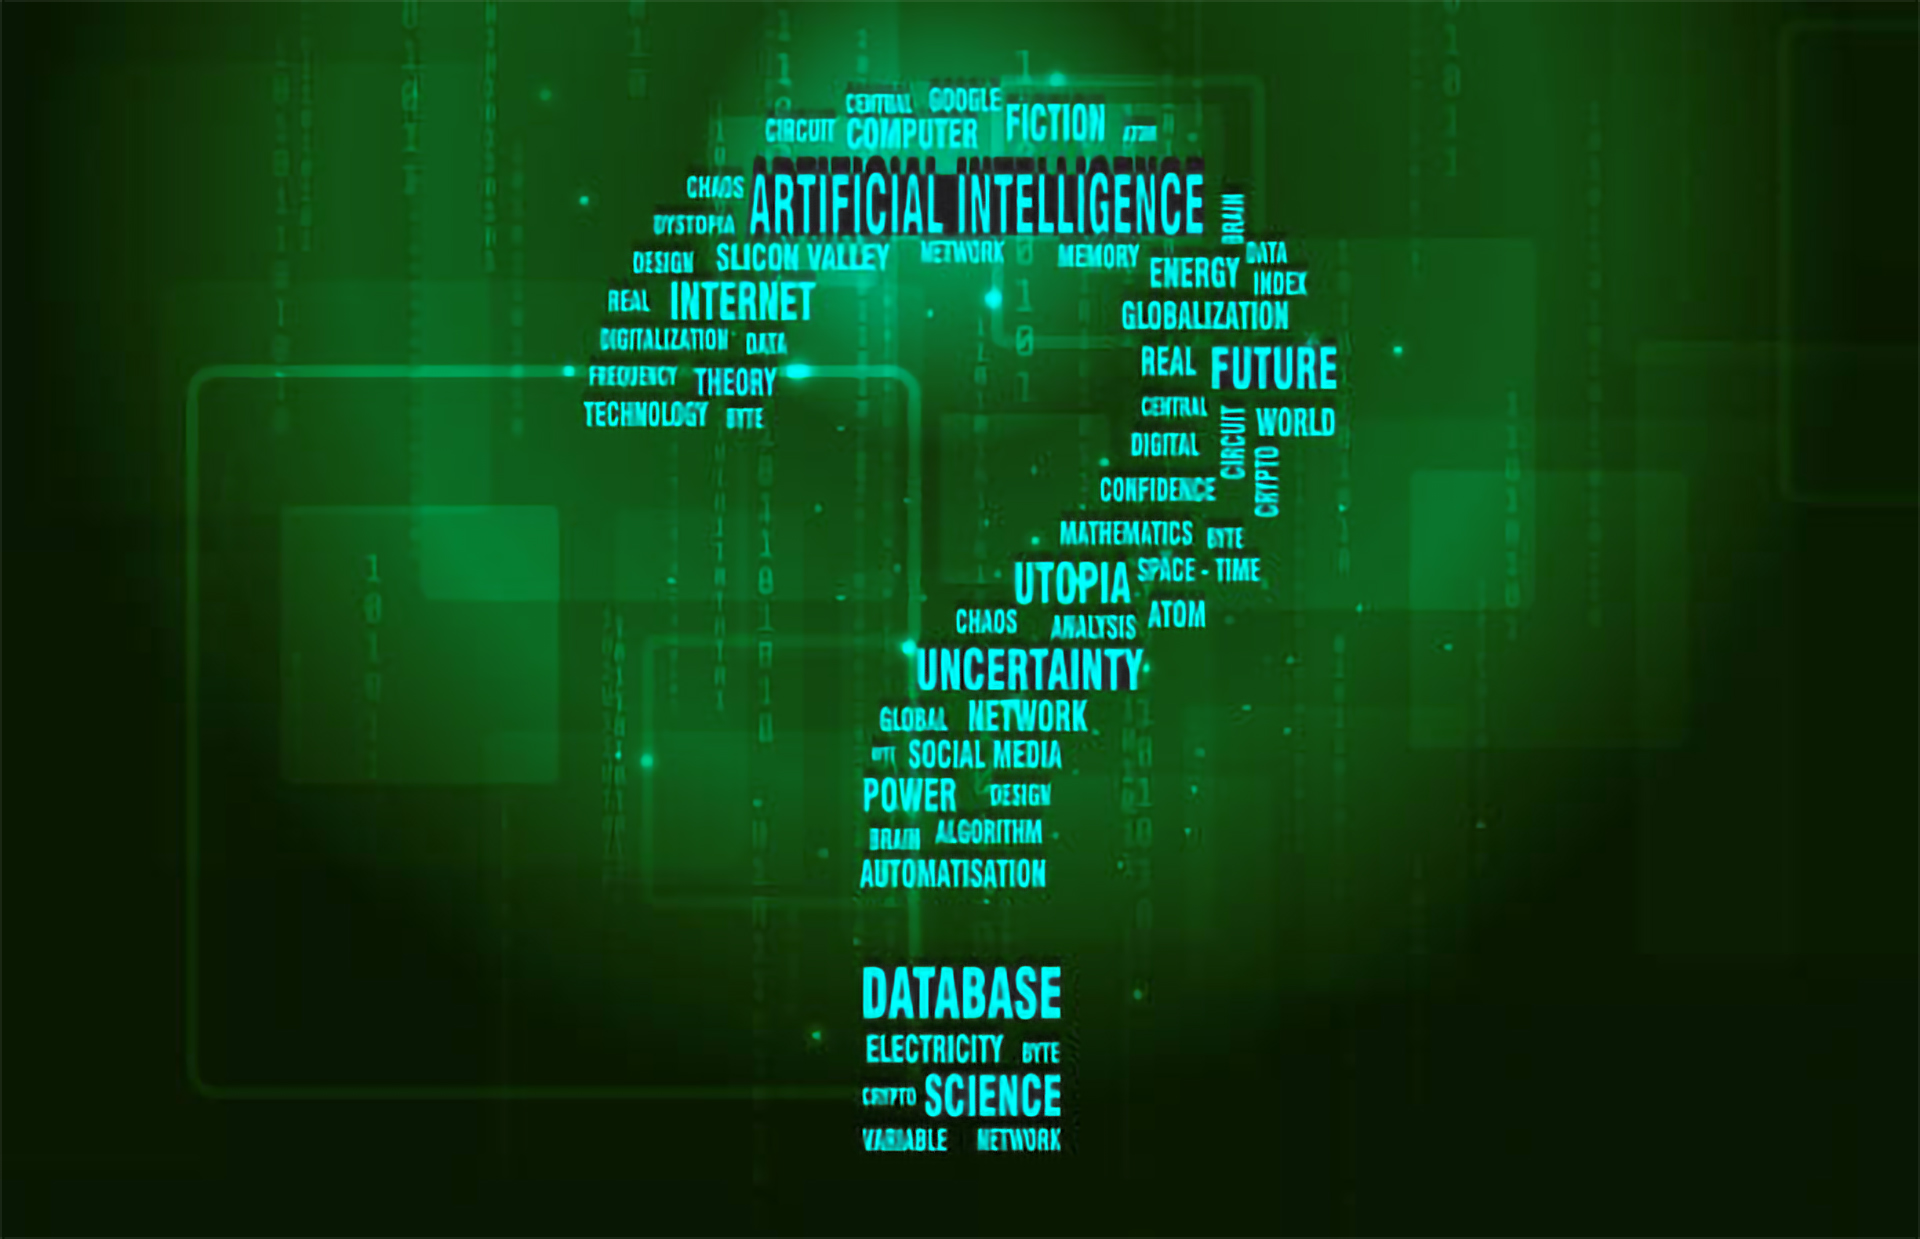 CENTRAL GOOGLE
CIRCUIT COMPUTER FICTION ATOM
CHAOS ARTIFICIAL INTELLIGENCE BRAIN
DYSTOPIA
DESIGN SLICON VALLEY NETWORK MEMORY ENERGY DATA
INDEX
REAL INTERNET GLOBALIZATION
DIGITALIZATION DATA REAL FUTURE
FREQUENCY THEORY
TECHNOLOGY BYTE CENTRAL CIRCUIT WORLD
DIGITAL CRYPTO
CONFIDENCE
MATHEMATICS BYTE
UTOPIA SPACE - TIME
CHAOS ANALYSIS ATOM
UNCERTAINTY
GLOBAL NETWORK
BYTE SOCIAL MEDIA
POWER DESIGN
BRAIN ALGORITHM
AUTOMATISATION
DATABASE
ELECTRICITY BYTE
CRYPTO SCIENCE
VARIABLE NETWORK